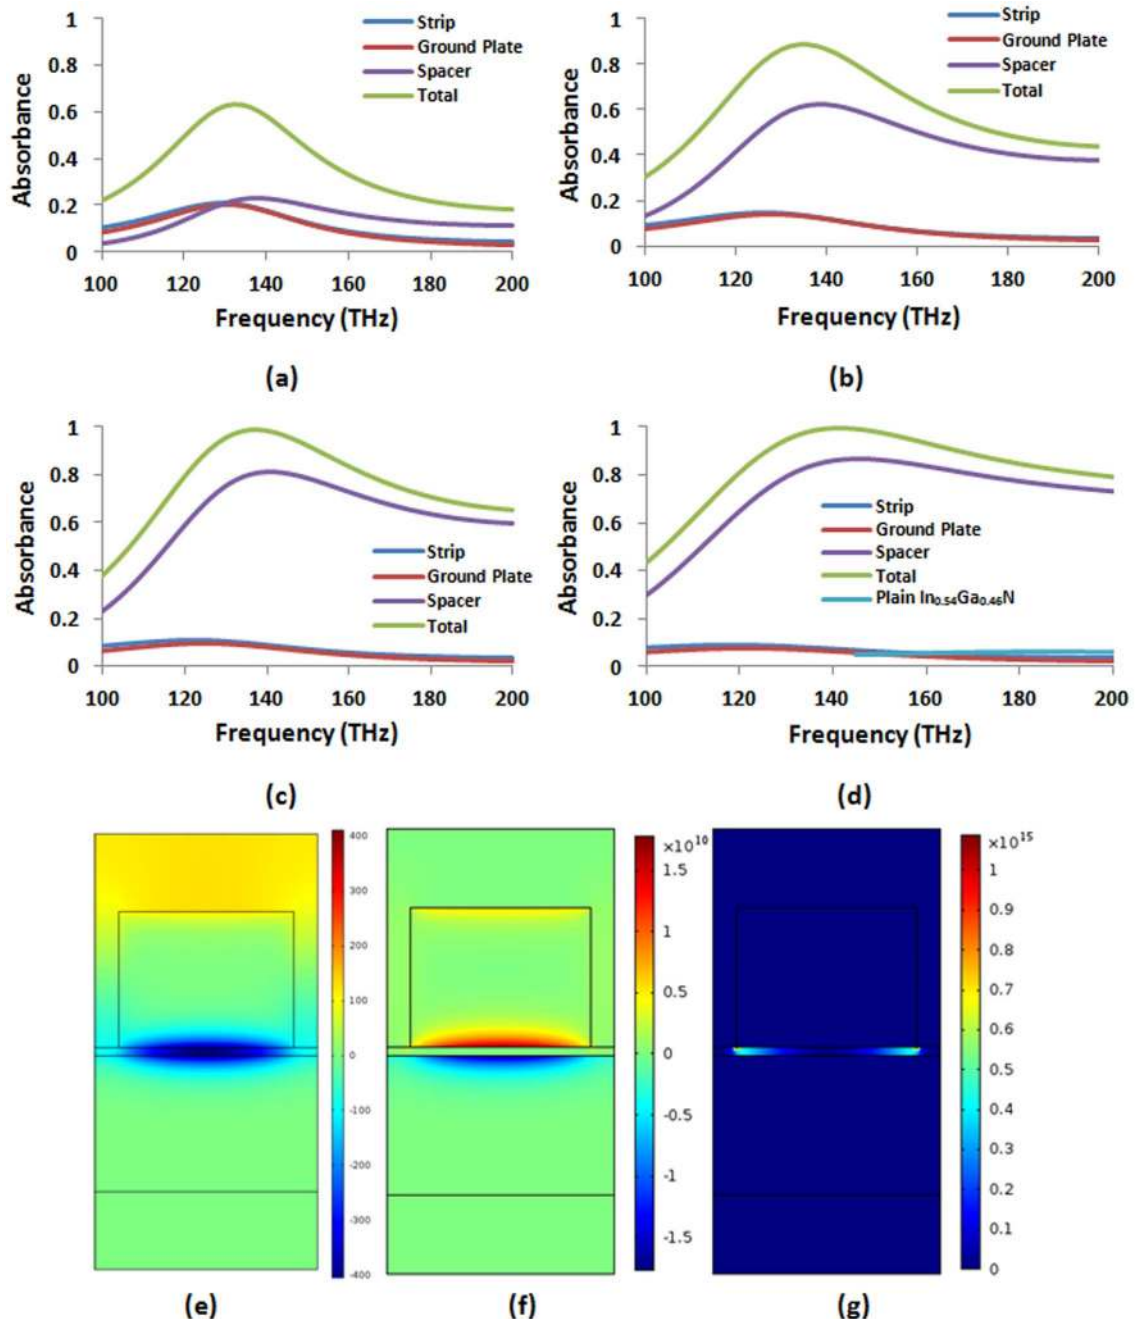 1
0.8
0.6
0.4
0.2
0
Absorbance
Strip
Ground Plate
Spacer
Total
100 120 140 160 180 200
Frequency (THz)
(a)
1
0.8
0.6
0.4
0.2
0
Absorbance
Strip
Ground Plate
Spacer
Total
100 120 140 160 180 200
Frequency (THz)
(b)
1
0.8
0.6
0.4
0.2
0
Absorbance
Strip
Ground Plate
Spacer
Total
100 120 140 160 180 200
Frequency (THz)
(c)
1
0.8
0.6
0.4
0.2
0
Absorbance
Strip
Ground Plate
Spacer
Total
Plain In₀.₅₄Ga₀.₄₆N
100 120 140 160 180 200
Frequency (THz)
(d)
400
300
200
100
0
-100
-200
-300
-400
(e)
×10¹⁰
1.5
1
0.5
0
-0.5
-1
-1.5
(f)
×10¹⁵
1
0.9
0.8
0.7
0.6
0.5
0.4
0.3
0.2
0.1
0
(g)